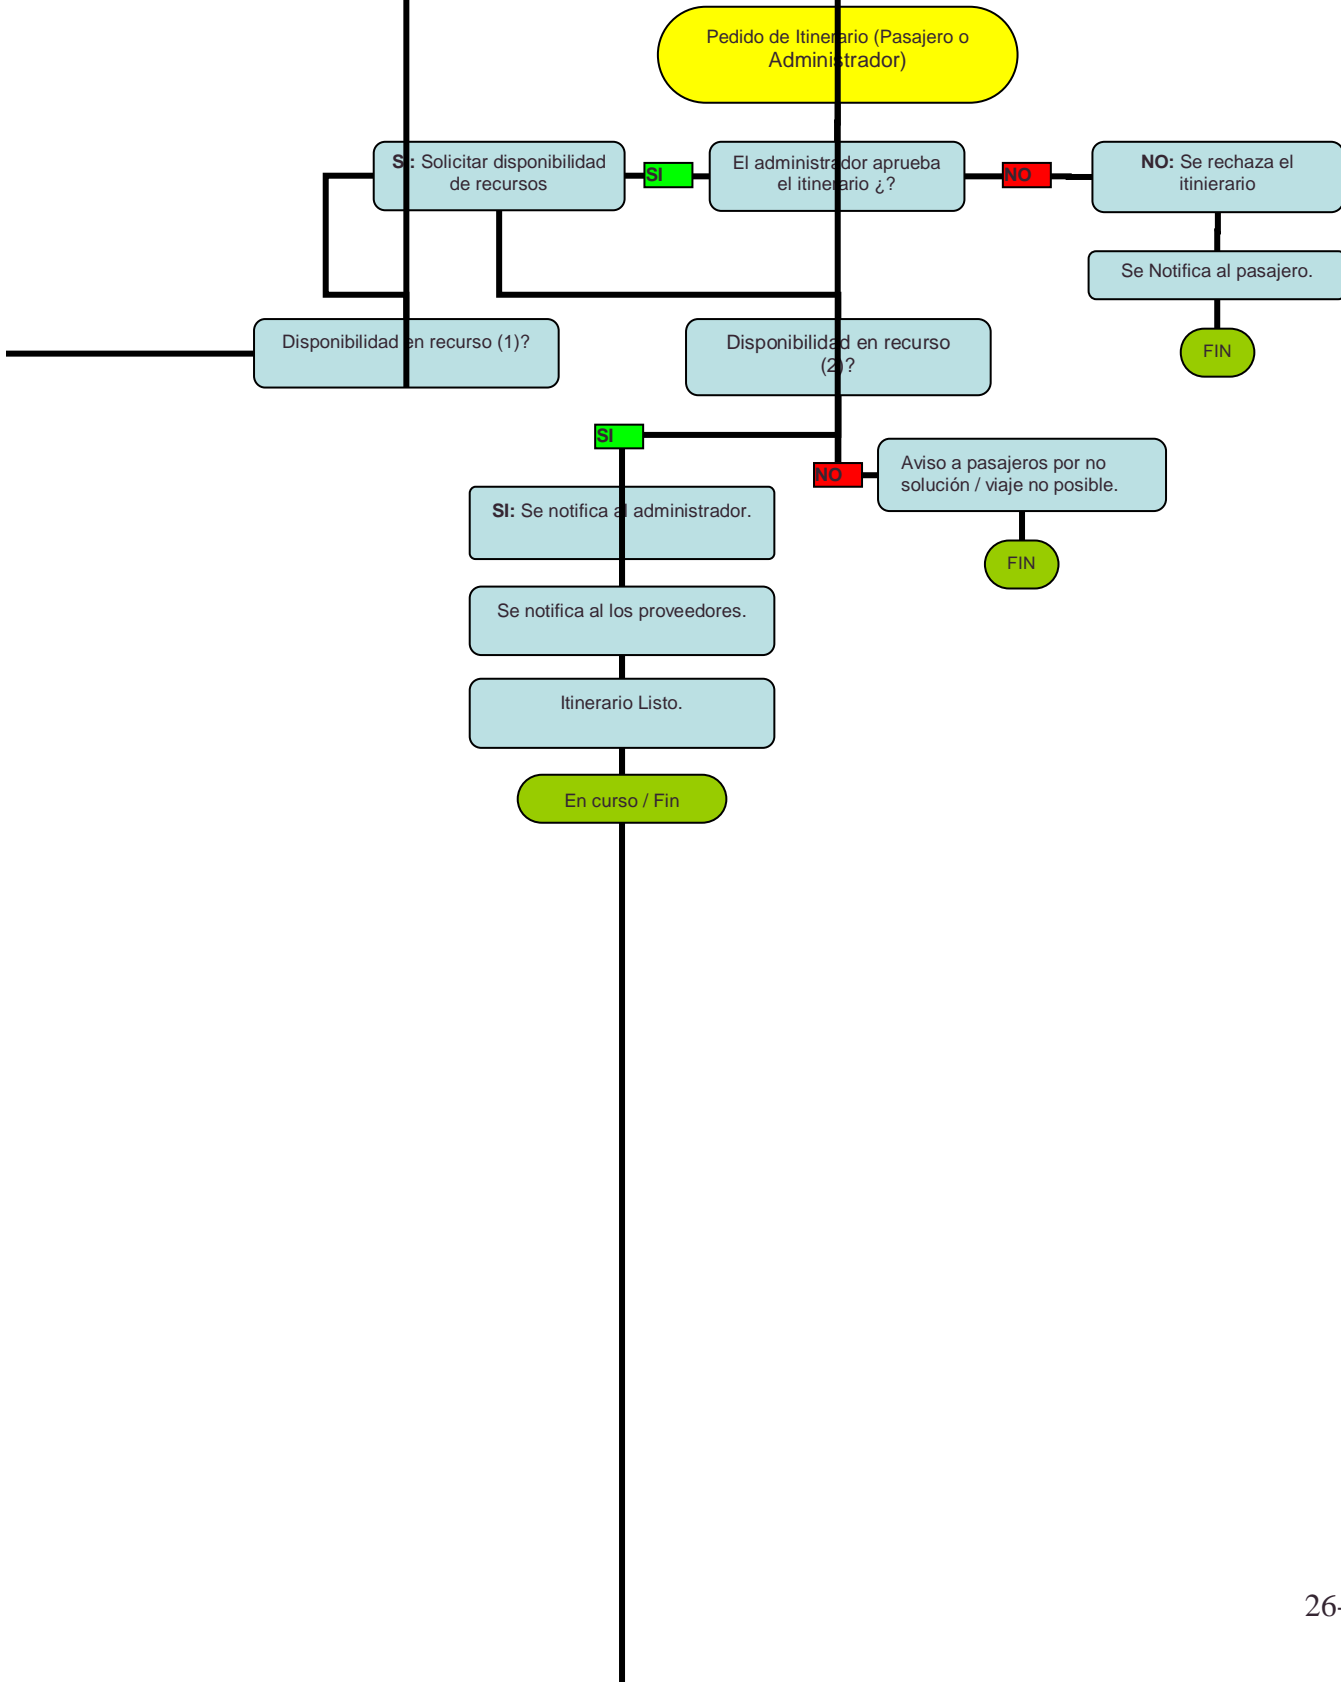 Pedido de Itinerario (Pasajero o
Administrador)
SI: Solicitar disponibilidad
de recursos
SI
El administrador aprueba
el itinerario ¿?
NO
NO: Se rechaza el
itinierario
Se Notifica al pasajero.
FIN
Disponibilidad en recurso (1)?
Disponibilidad en recurso
(2)?
SI
NO
Aviso a pasajeros por no
solución / viaje no posible.
FIN
SI: Se notifica al administrador.
Se notifica al los proveedores.
Itinerario Listo.
En curso / Fin
26-